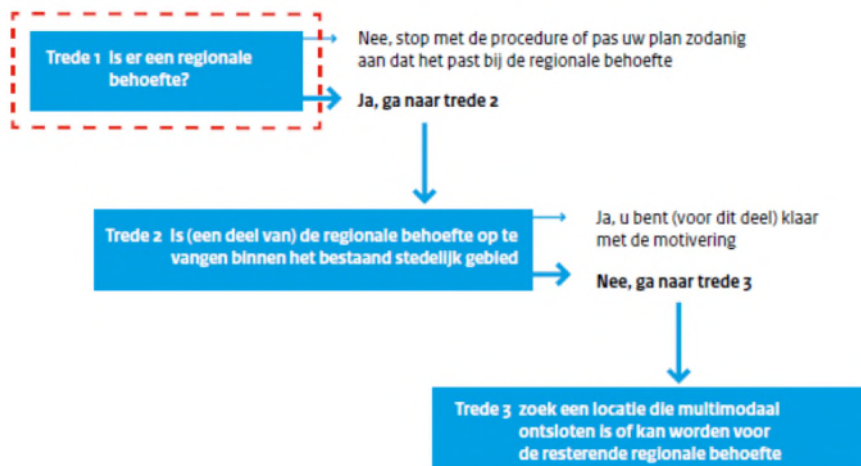 Trede 1 Is er een regionale
behoefte?
Nee, stop met de procedure of pas uw plan zodanig
aan dat het past bij de regionale behoefte
Ja, ga naar trede 2
Trede 2 Is (een deel van) de regionale behoefte op te
vangen binnen het bestaand stedelijk gebied
Ja, u bent (voor dit deel) klaar
met de motivering
Nee, ga naar trede 3
Trede 3 zoek een locatie die multimodaal
ontsloten is of kan worden voor
de resterende regionale behoefte